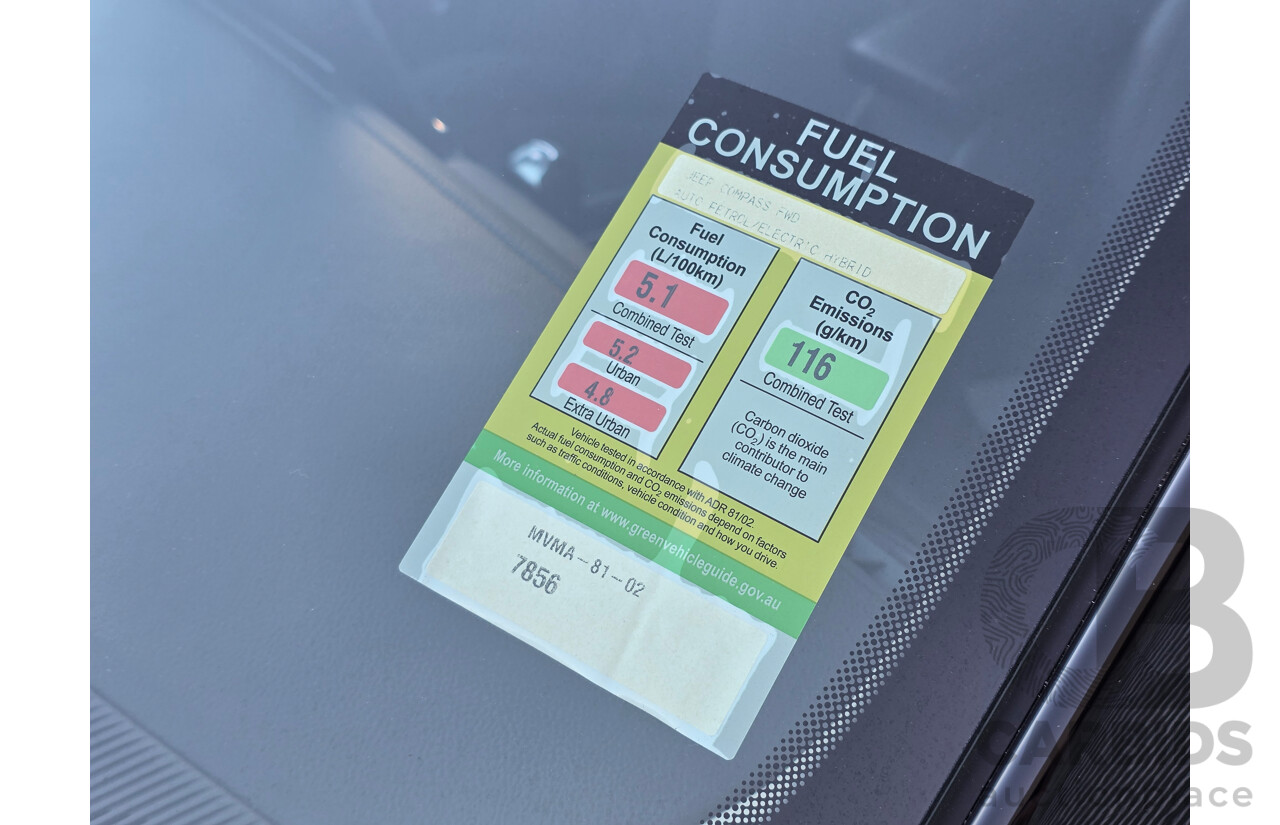 FUEL
CONSUMPTION
JEEP COMPASS FWD
AUTO PETROL/ELECTRIC HYBRID
Fuel
Consumption
(L/100km)
5.1
Combined Test
5.2
Urban
4.8
Extra Urban
CO2
Emissions
(g/km)
116
Combined Test
Carbon dioxide
(CO2) is the main
contributor to
climate change
Vehicle tested in accordance with ADR 81/02.
Actual fuel consumption and CO2 emissions depend on factors
such as traffic conditions, vehicle condition and how you drive.
More information at www.greenvehicleguide.gov.au
MVMA-81-02
7856